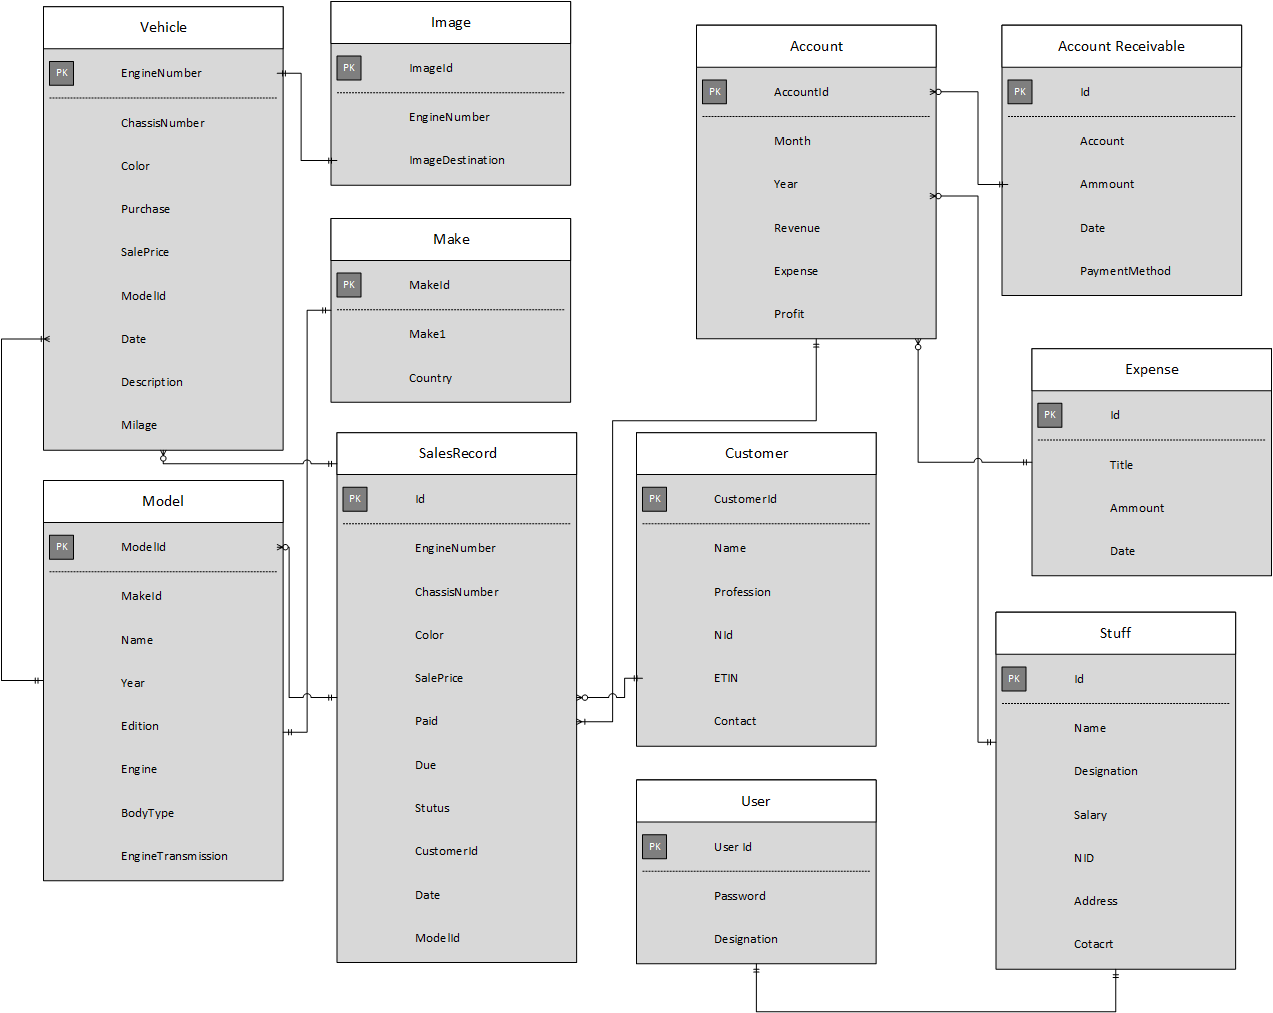 Vehicle
PK EngineNumber
ChassisNumber
Color
Purchase
SalePrice
ModelId
Date
Description
Milage
Image
PK ImageId
EngineNumber
ImageDestination
Make
PK MakeId
Make1
Country
Model
PK ModelId
MakeId
Name
Year
Edition
Engine
BodyType
EngineTransmission
SalesRecord
PK Id
EngineNumber
ChassisNumber
Color
SalePrice
Paid
Due
Stutus
CustomerId
Date
ModelId
Customer
PK CustomerId
Name
Profession
NId
ETIN
Contact
User
PK User Id
Password
Designation
Account
PK AccountId
Month
Year
Revenue
Expense
Profit
Account Receivable
PK Id
Account
Ammount
Date
PaymentMethod
Expense
PK Id
Title
Ammount
Date
Stuff
PK Id
Name
Designation
Salary
NID
Address
Cotacrt